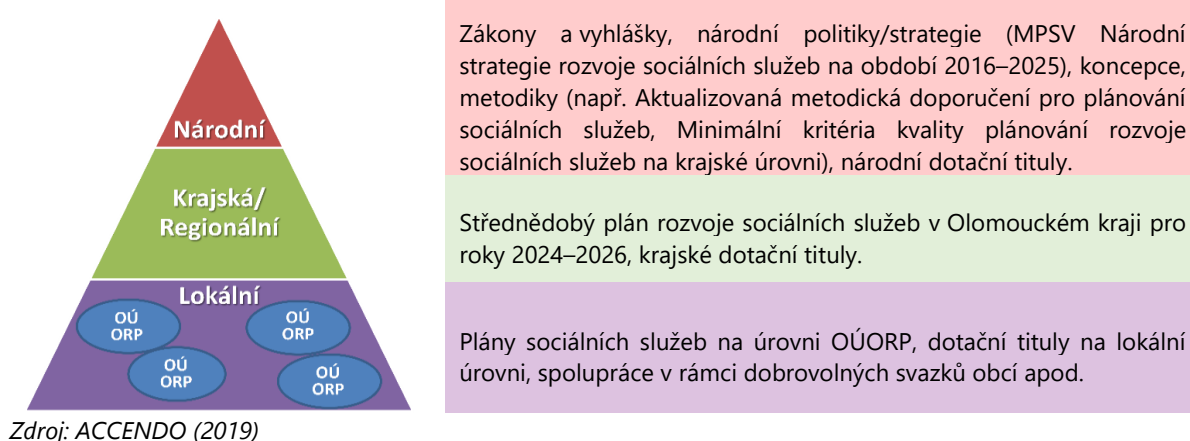 Národní
Zákony a vyhlášky, národní politiky/strategie (MPSV Národní
strategie rozvoje sociálních služeb na období 2016–2025), koncepce,
metodiky (např. Aktualizovaná metodická doporučení pro plánování
sociálních služeb, Minimální kritéria kvality plánování rozvoje
sociálních služeb na krajské úrovni), národní dotační tituly.
Krajská/
Regionální
Střednědobý plán rozvoje sociálních služeb v Olomouckém kraji pro
roky 2024–2026, krajské dotační tituly.
Lokální
OÚ
ORP
OÚ
ORP
OÚ
ORP
OÚ
ORP
Plány sociálních služeb na úrovni OÚORP, dotační tituly na lokální
úrovni, spolupráce v rámci dobrovolných svazků obcí apod.
Zdroj: ACCENDO (2019)